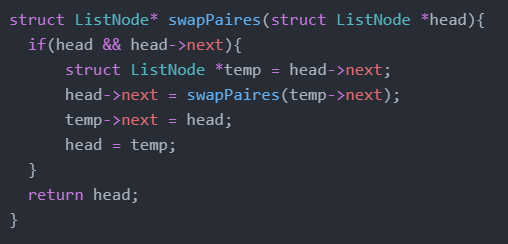 struct ListNode* swapPaires(struct ListNode *head){
  if(head && head->next){
      struct ListNode *temp = head->next;
      head->next = swapPaires(temp->next);
      temp->next = head;
      head = temp;
  }
  return head;
}